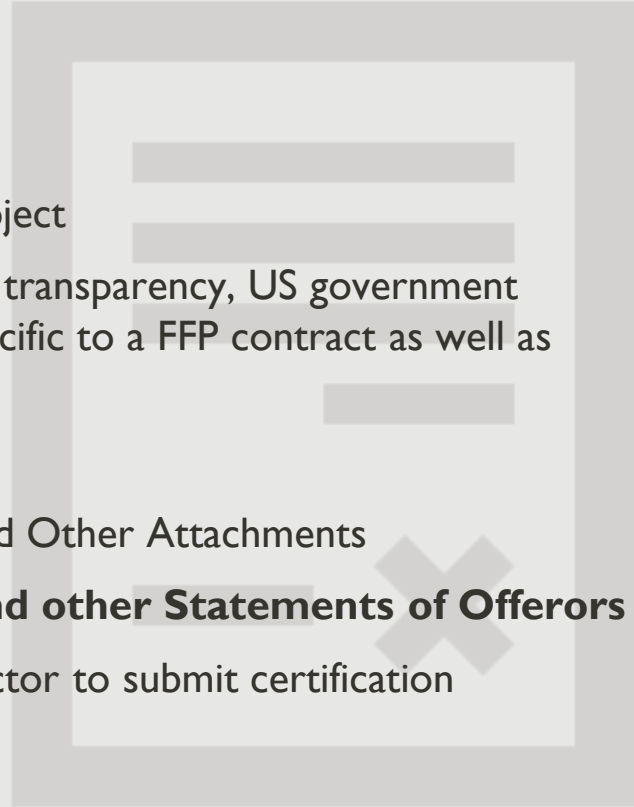 ject
transparency, US government
cific to a FFP contract as well as
d Other Attachments
nd other Statements of Offerors
ctor to submit certification